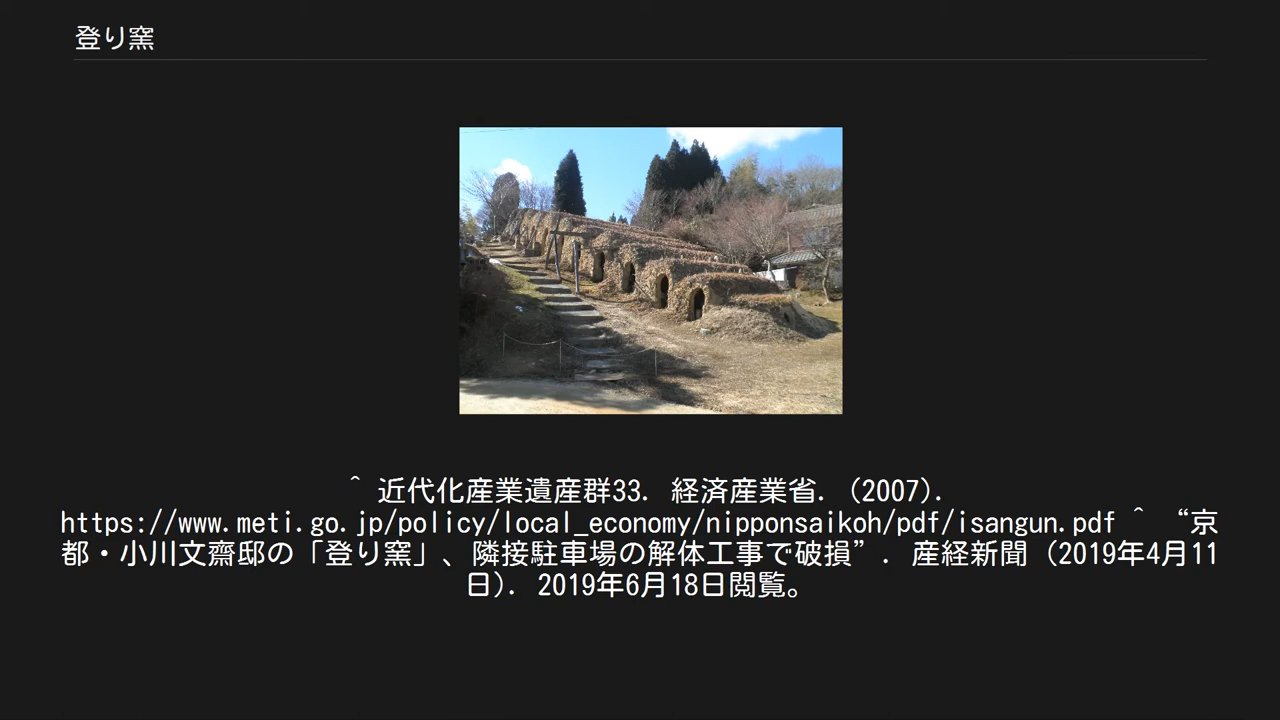 登り窯
^ 近代化産業遺産群33. 経済産業省. (2007).
https://www.meti.go.jp/policy/local_economy/nipponsaikoh/pdf/isangun.pdf ^ “京
都・小川文齋邸の「登り窯」、隣接駐車場の解体工事で破損”. 産経新聞 (2019年4月11
日). 2019年6月18日閲覧。